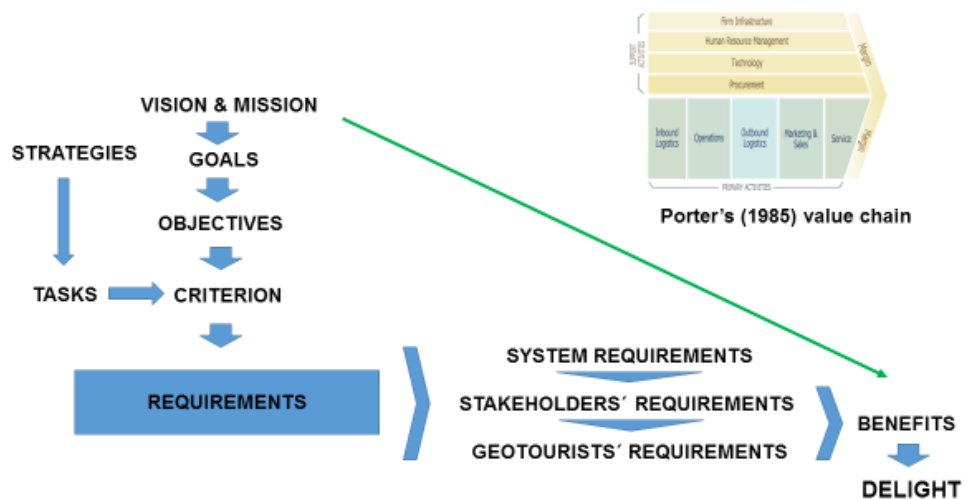 Firm Infrastructure
Human Resource Management
Technology
Procurement
SUPPORT
ACTIVITIES
Margin
Inbound
Logistics
Operations
Outbound
Logistics
Marketing &
Sales
Service
Margin
PRIMARY ACTIVITIES
Porter's (1985) value chain
VISION & MISSION
STRATEGIES
GOALS
OBJECTIVES
TASKS
CRITERION
REQUIREMENTS
SYSTEM REQUIREMENTS
STAKEHOLDERS´ REQUIREMENTS
GEOTOURISTS´ REQUIREMENTS
BENEFITS
DELIGHT